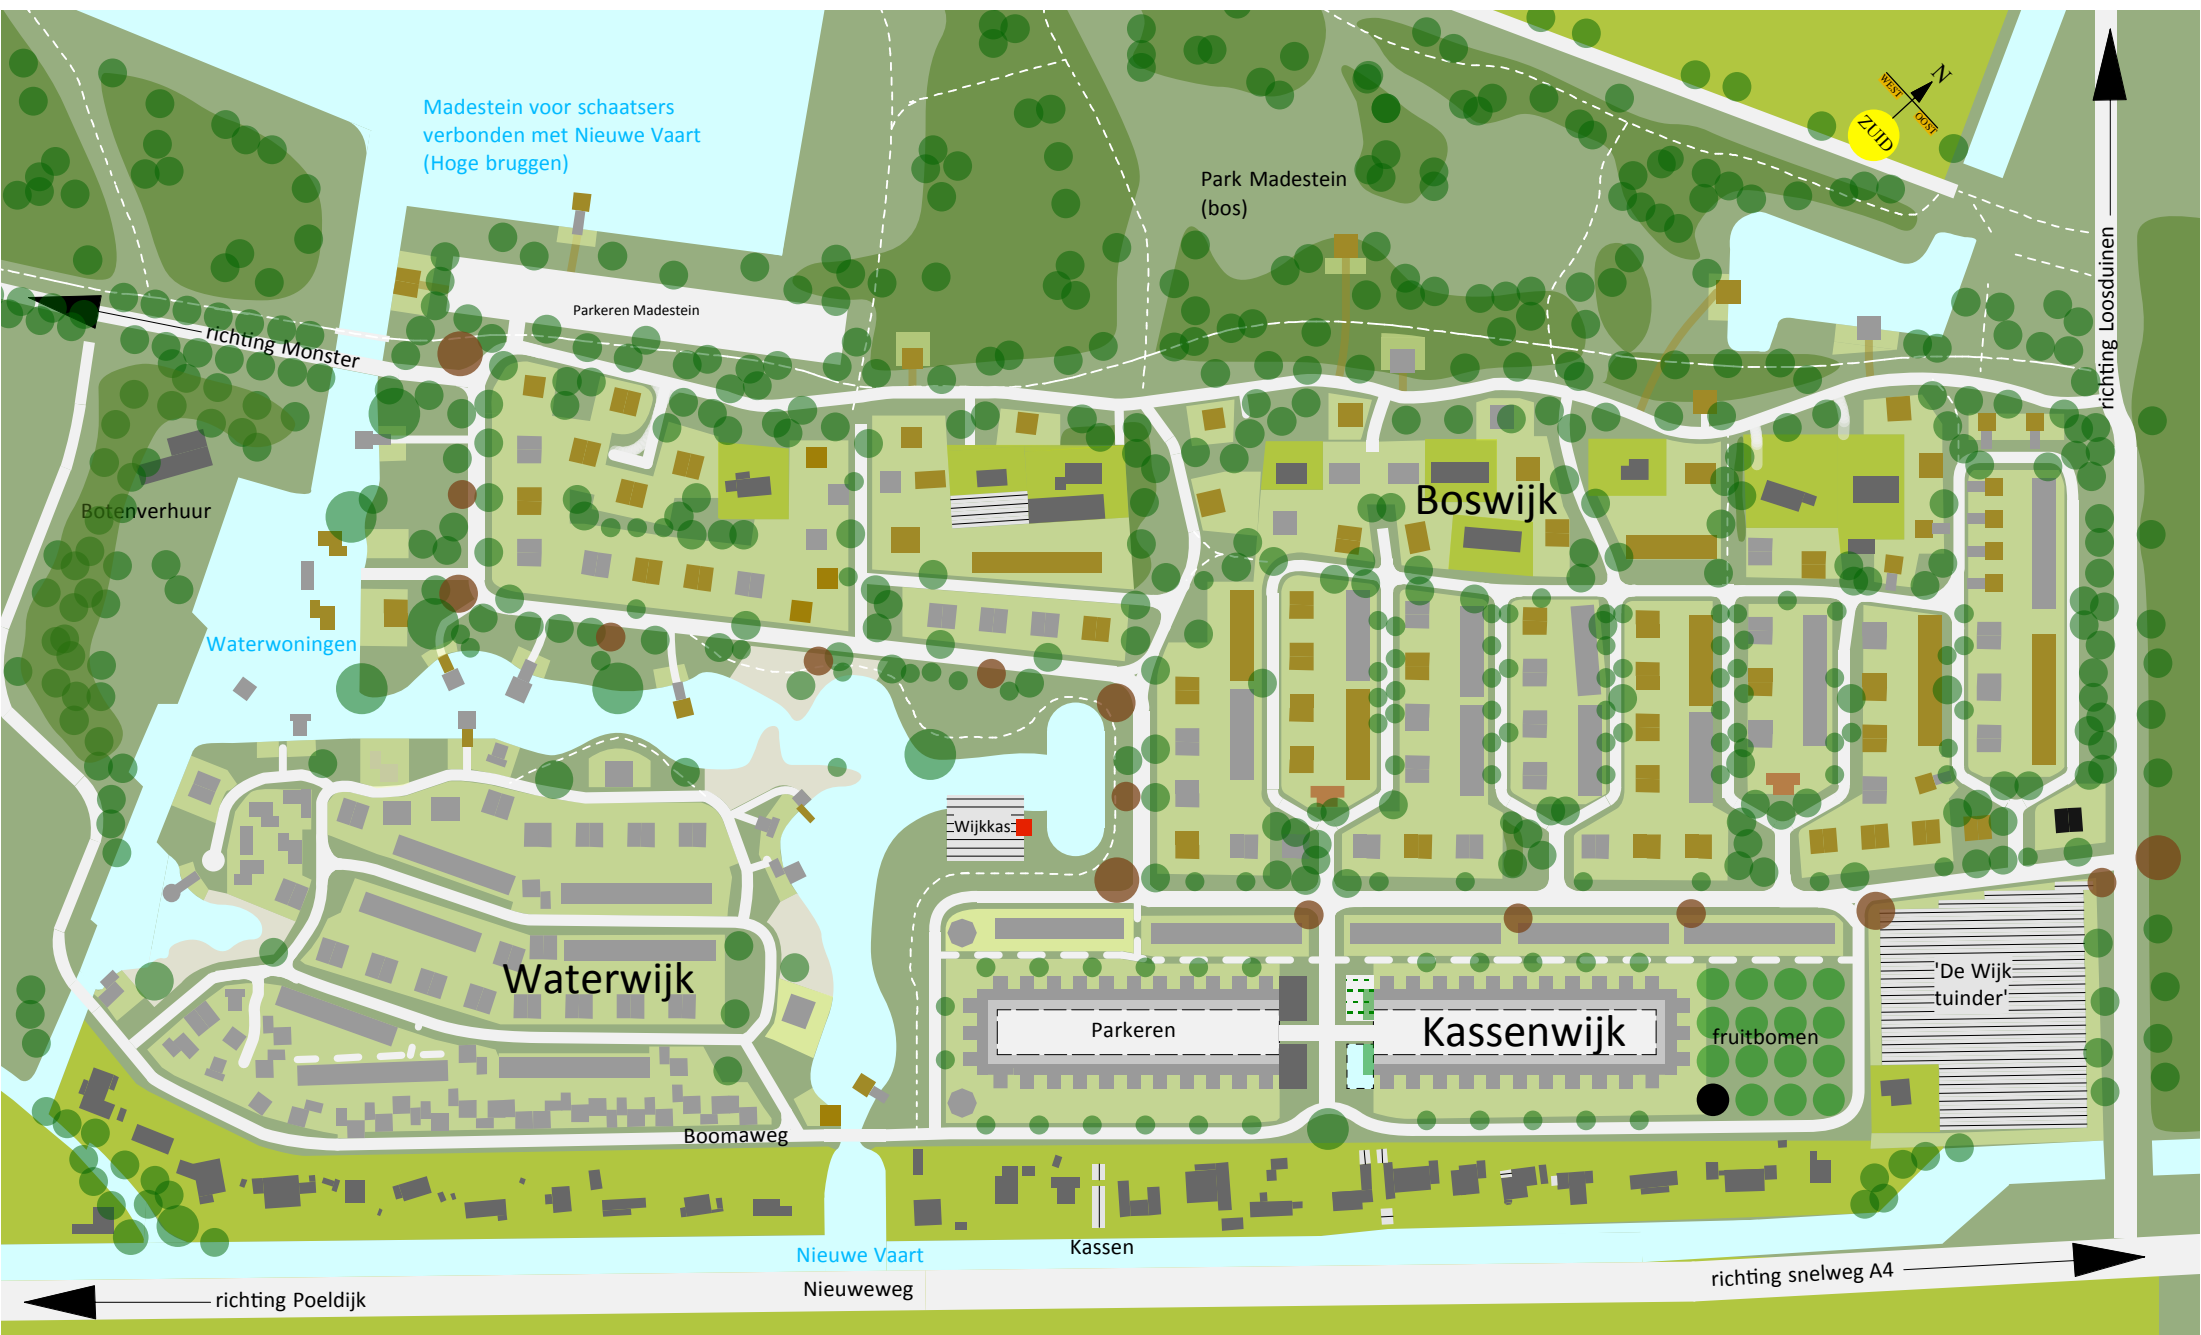 Madestein voor schaatsers
verbonden met Nieuwe Vaart
(Hoge bruggen)
N
WEST
OOST
ZUID
Park Madestein
(bos)
richting Loosduinen
Parkeren Madestein
richting Monster
Botenverhuur
Boswijk
Waterwoningen
Wijkkas
Waterwijk
'De Wijk
tuinder'
Parkeren
Kassenwijk
fruitbomen
Boomaweg
Kassen
Nieuwe Vaart
Nieuweweg
richting snelweg A4
richting Poeldijk